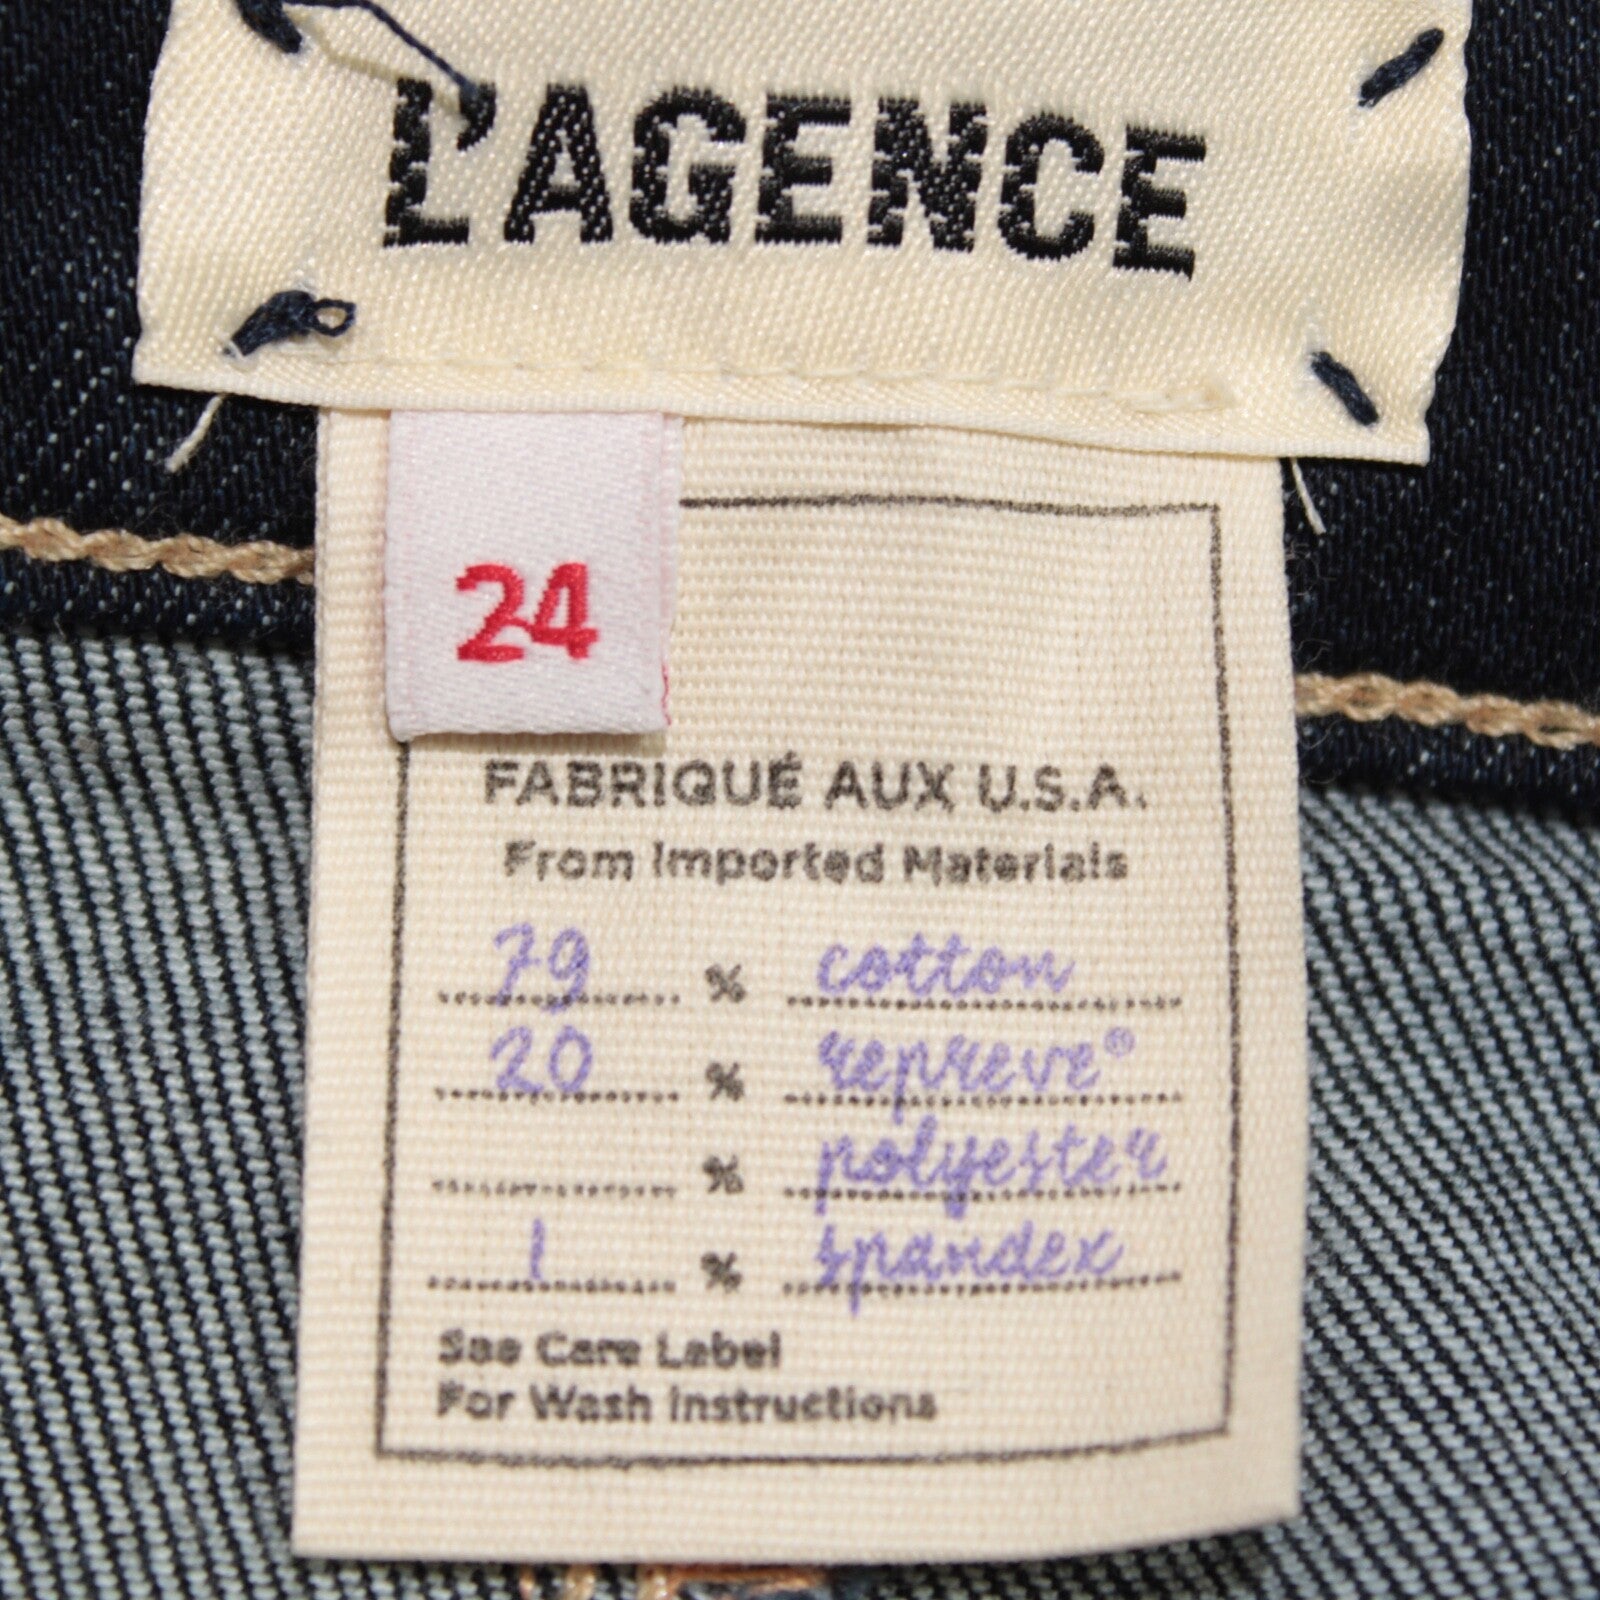 L'AGENCE
24
FABRIQUÉ AUX U.S.A.
From Imported Materials
79 % cotton
20 % repreve®
% polyester
1 % spandex
See Care Label
For Wash Instructions